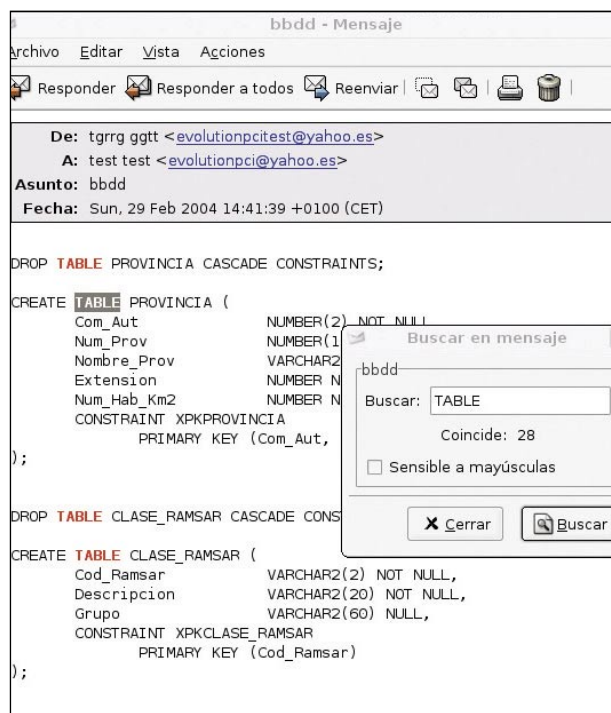 bbdd - Mensaje
Archivo Editar Vista Acciones
Responder Responder a todos Reenviar
De: tgrrg ggtt <evolutionpcitest@yahoo.es>
A: test test <evolutionpci@yahoo.es>
Asunto: bbdd
Fecha: Sun, 29 Feb 2004 14:41:39 +0100 (CET)
DROP TABLE PROVINCIA CASCADE CONSTRAINTS;
CREATE TABLE PROVINCIA (
Com_Aut NUMBER(2) NOT NULL
Num_Prov NUMBER(1
Nombre_Prov VARCHAR2
Extension NUMBER N
Num_Hab_Km2 NUMBER N
CONSTRAINT XPKPROVINCIA
PRIMARY KEY (Com_Aut,
);
Buscar en mensaje
bbdd
Buscar: TABLE
Coincide: 28
Sensible a mayúsculas
Cerrar Buscar
DROP TABLE CLASE_RAMSAR CASCADE CONS
CREATE TABLE CLASE_RAMSAR (
Cod_Ramsar VARCHAR2(2) NOT NULL,
Descripcion VARCHAR2(20) NOT NULL,
Grupo VARCHAR2(60) NULL,
CONSTRAINT XPKCLASE_RAMSAR
PRIMARY KEY (Cod_Ramsar)
);